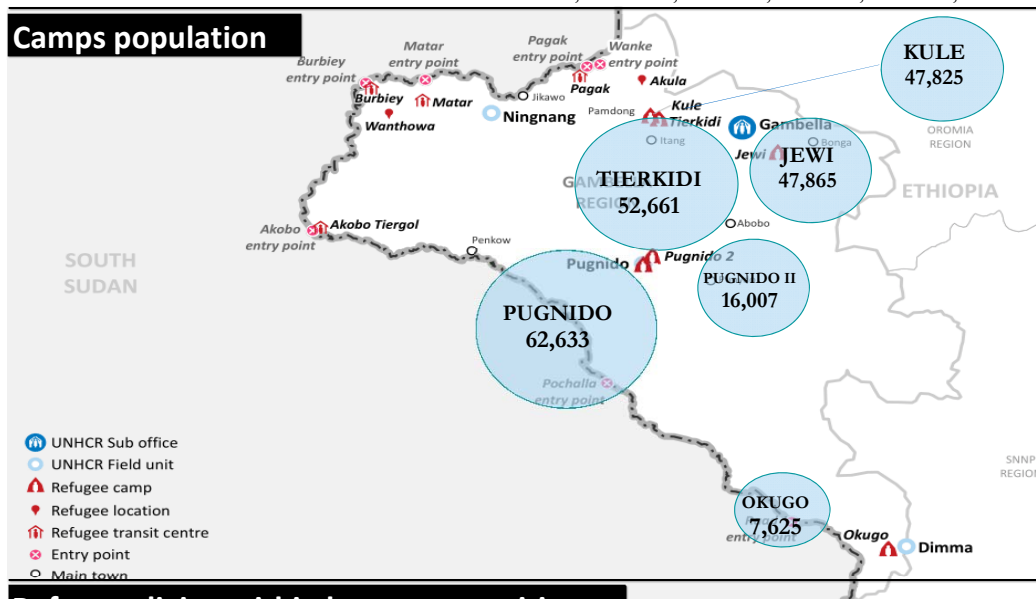 Camps population
Matar
entry point
Pagak
entry point
Wanke
entry point
KULE
47,825
Burbiey
entry point
Burbiey
Matar
Wanthowa
Jikawo
Ningnang
Pagak
Akula
Pamdong
Kule
Tierkidi
Itang
Gambella
Bonga
Jewi
JEWI
47,865
OROMIA
REGION
ETHIOPIA
GAMBELLA
REGION
TIERKIDI
52,661
Abobo
Akobo
entry point
Akobo Tiergol
Penkow
SOUTH
SUDAN
Pugnido
Pugnido 2
PUGNIDO II
16,007
PUGNIDO
62,633
Pochalla
entry point
UNHCR Sub office
UNHCR Field unit
Refugee camp
Refugee location
Refugee transit centre
Entry point
Main town
SNNP
REGION
OKUGO
7,625
entry point
Okugo
Dimma